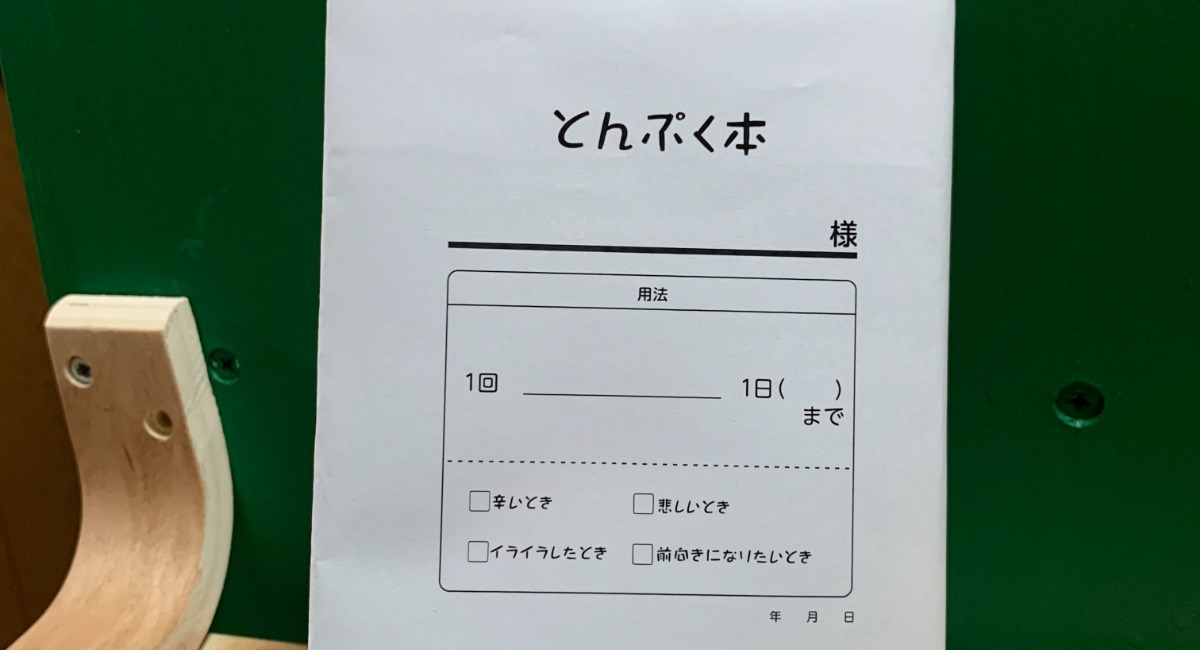 とんぷく本
様
用法
1回 ＿＿＿＿＿＿ 1日(　　)
まで
□辛いとき □悲しいとき
□イライラしたとき □前向きになりたいとき
年 月 日